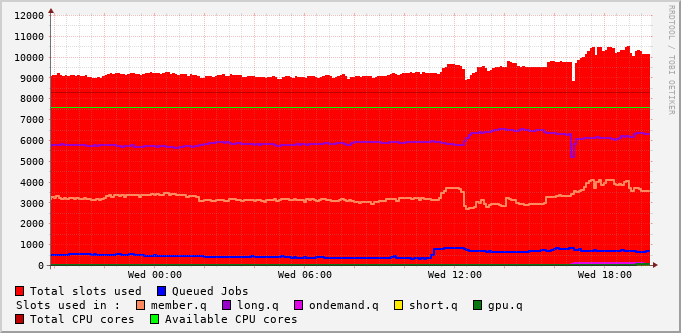 12000
11000
10000
9000
8000
7000
6000
5000
4000
3000
2000
1000
0
Wed 00:00 Wed 06:00 Wed 12:00 Wed 18:00
RRDTOOL / TOBI OETIKER
Total slots used Queued Jobs
Slots used in : member.q long.q ondemand.q short.q gpu.q
Total CPU cores Available CPU cores